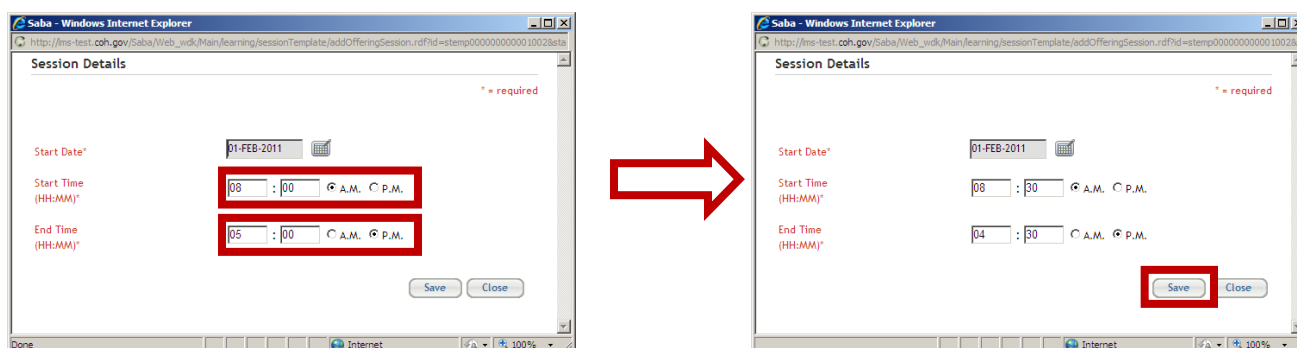 Saba - Windows Internet Explorer
http://lms-test.coh.gov/Saba/Web_wdk/Main/learning/sessionTemplate/addOfferingSession.rdf?id=stemp000000000001002&sta
Session Details
* = required
Start Date*
01-FEB-2011
Start Time
(HH:MM)*
08 : 00 A.M. P.M.
End Time
(HH:MM)*
05 : 00 A.M. P.M.
Save Close
Done Internet 100%
Saba - Windows Internet Explorer
http://lms-test.coh.gov/Saba/Web_wdk/Main/learning/sessionTemplate/addOfferingSession.rdf?id=stemp000000000001002&
Session Details
* = required
Start Date*
01-FEB-2011
Start Time
(HH:MM)*
08 : 30 A.M. P.M.
End Time
(HH:MM)*
04 : 30 A.M. P.M.
Save Close
Internet 100%